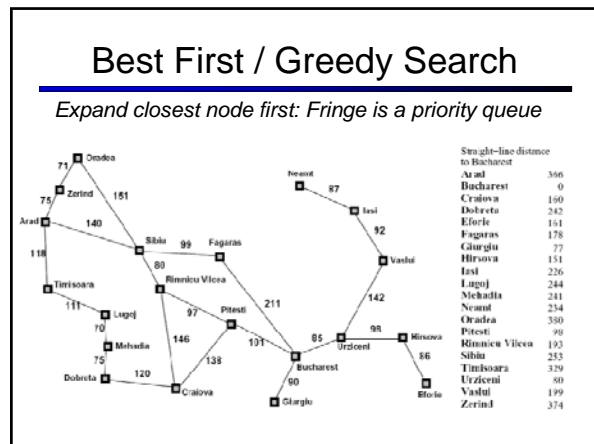 Best First / Greedy Search
Expand closest node first: Fringe is a priority queue
Oradea
71
Zerind
75
151
Arad
140
118
Sibiu
99
Fagaras
80
Rimnicu Vilcea
Timisoara
111
Lugoj
70
Mehadia
75
Dobreta
120
Craiova
146
97
Pitesti
138
211
101
Bucharest
90
Giurgiu
85
Urziceni
98
Hirsova
86
Eforie
142
Vaslui
92
Iasi
87
Neamt
Straight-line distance
to Bucharest
Arad 366
Bucharest 0
Craiova 160
Dobreta 242
Eforie 161
Fagaras 178
Giurgiu 77
Hirsova 151
Iasi 226
Lugoj 244
Mehadia 241
Neamt 234
Oradea 380
Pitesti 98
Rimnicu Vilcea 193
Sibiu 253
Timisoara 329
Urziceni 80
Vaslui 199
Zerind 374